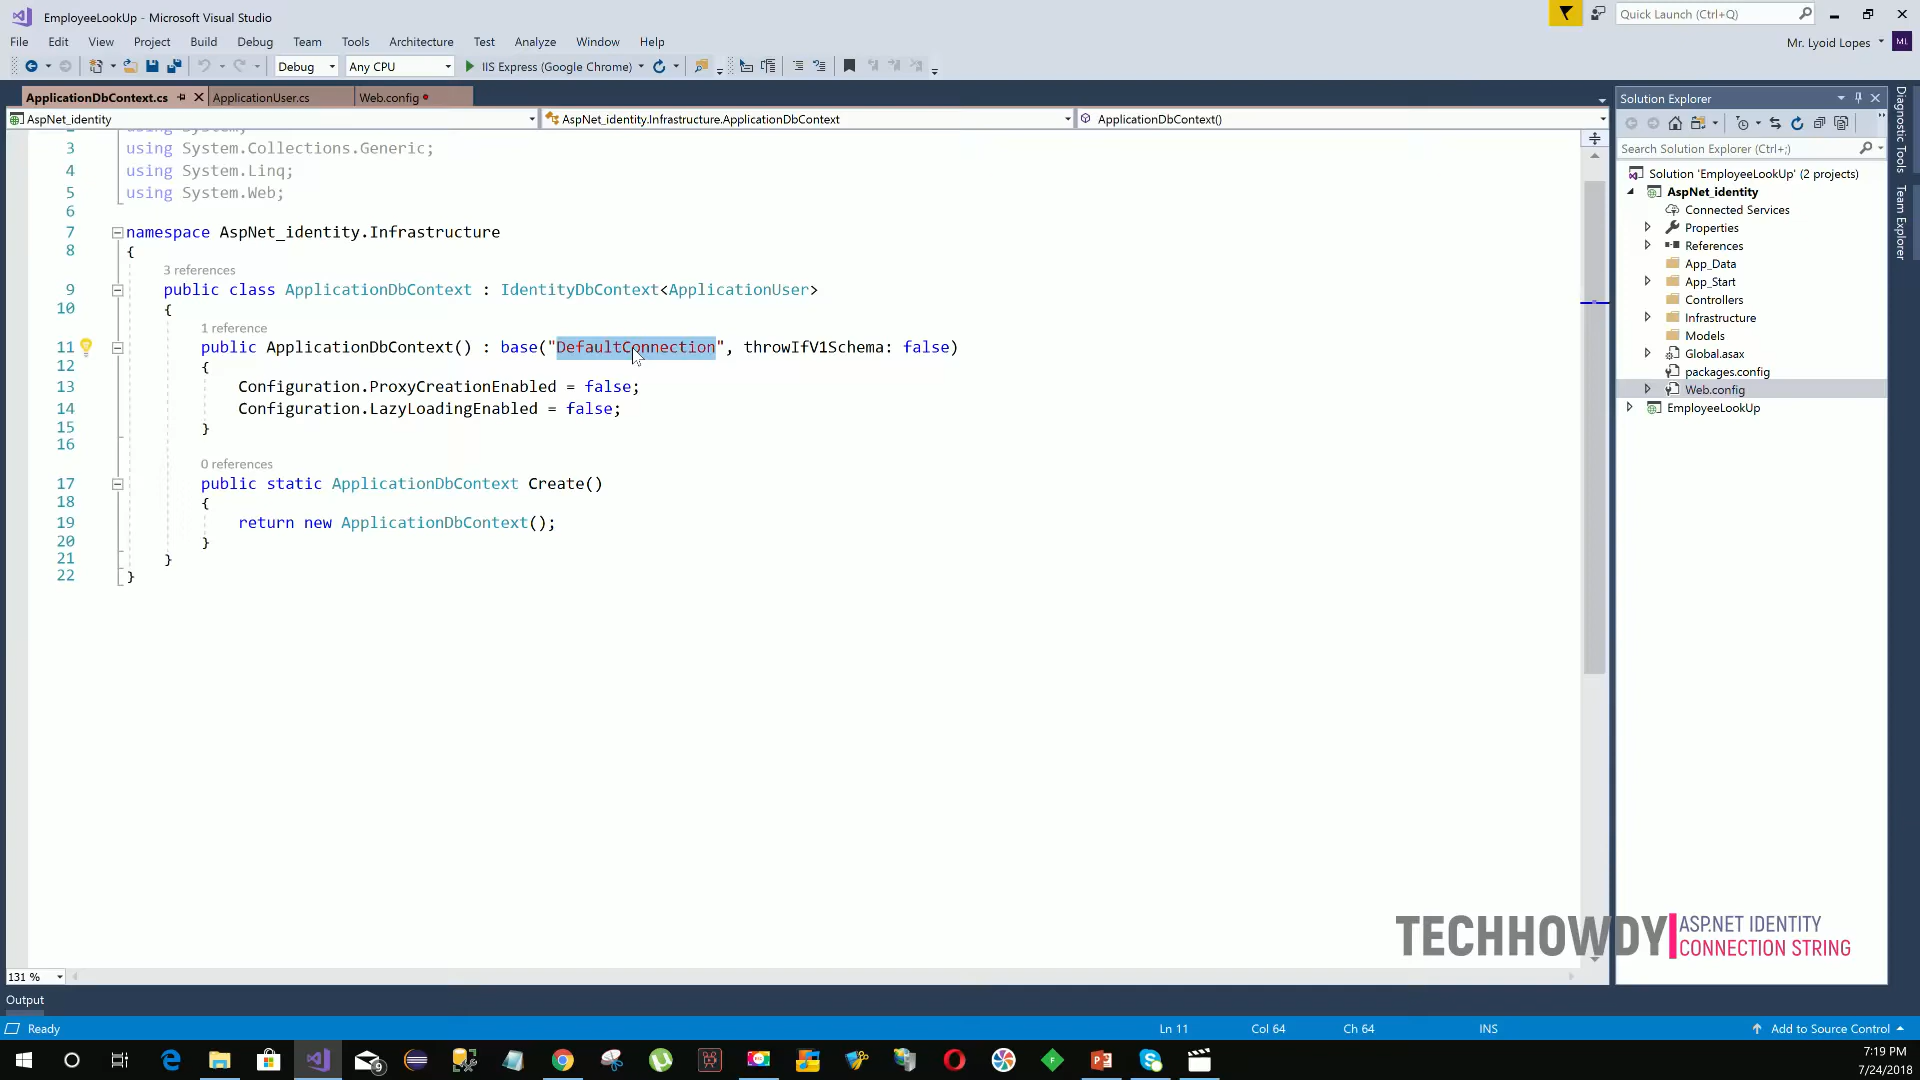 EmployeeLookUp - Microsoft Visual Studio
Quick Launch (Ctrl+Q)
File Edit View Project Build Debug Team Tools Architecture Test Analyze Window Help
Mr. Lyoid Lopes ML
Debug Any CPU IIS Express (Google Chrome)
ApplicationDbContext.cs ApplicationUser.cs Web.config
AspNet_identity AspNet_identity.Infrastructure.ApplicationDbContext ApplicationDbContext()
using System;
3 using System.Collections.Generic;
4 using System.Linq;
5 using System.Web;
6
7 namespace AspNet_identity.Infrastructure
8 {
3 references
9 public class ApplicationDbContext : IdentityDbContext<ApplicationUser>
10 {
1 reference
11 public ApplicationDbContext() : base("DefaultConnection", throwIfV1Schema: false)
12 {
13 Configuration.ProxyCreationEnabled = false;
14 Configuration.LazyLoadingEnabled = false;
15 }
16
0 references
17 public static ApplicationDbContext Create()
18 {
19 return new ApplicationDbContext();
20 }
21 }
22 }
131 %
Output
Solution Explorer
Search Solution Explorer (Ctrl+;)
Solution 'EmployeeLookUp' (2 projects)
AspNet_identity
Connected Services
Properties
References
App_Data
App_Start
Controllers
Infrastructure
Models
Global.asax
packages.config
Web.config
EmployeeLookUp
Diagnostic Tools
Team Explorer
TECHHOWDY
ASP.NET IDENTITY
CONNECTION STRING
Ready Ln 11 Col 64 Ch 64 INS Add to Source Control
9
7:19 PM
7/24/2018